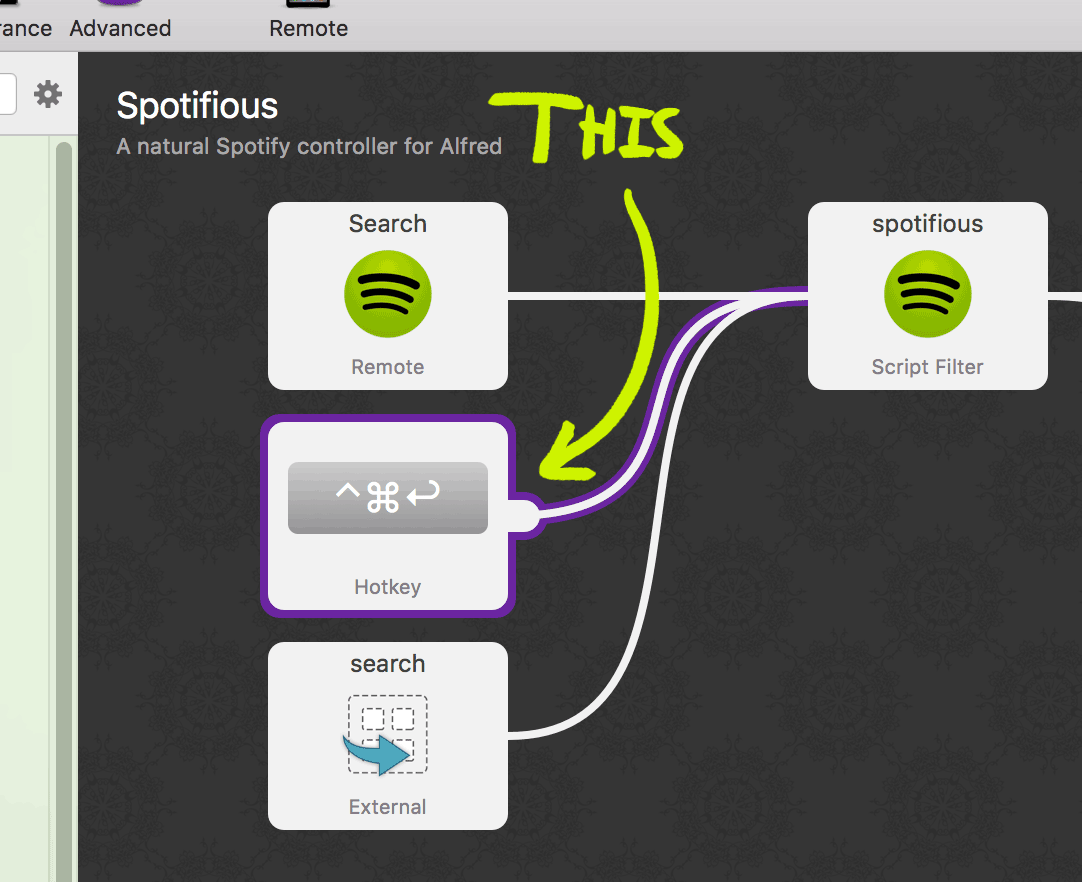 rance Advanced Remote
Spotifious
A natural Spotify controller for Alfred
THIS
Search
Remote
spotifious
Script Filter
^⌘↩
Hotkey
search
External